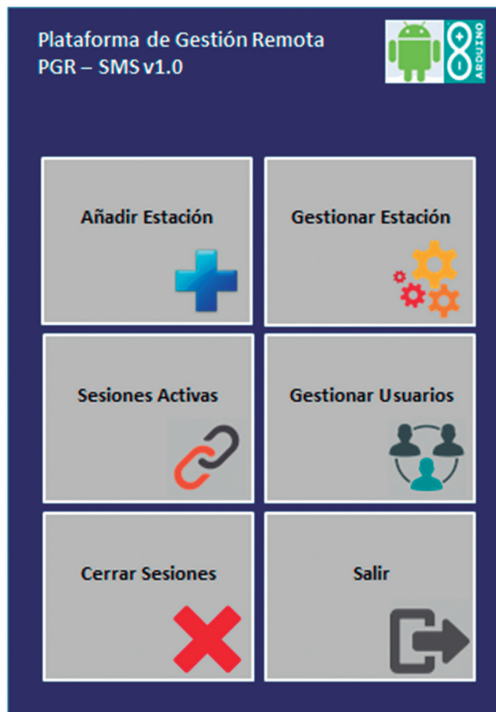 Plataforma de Gestión Remota
PGR – SMS v1.0
ARDUINO
Añadir Estación
Gestionar Estación
Sesiones Activas
Gestionar Usuarios
Cerrar Sesiones
Salir